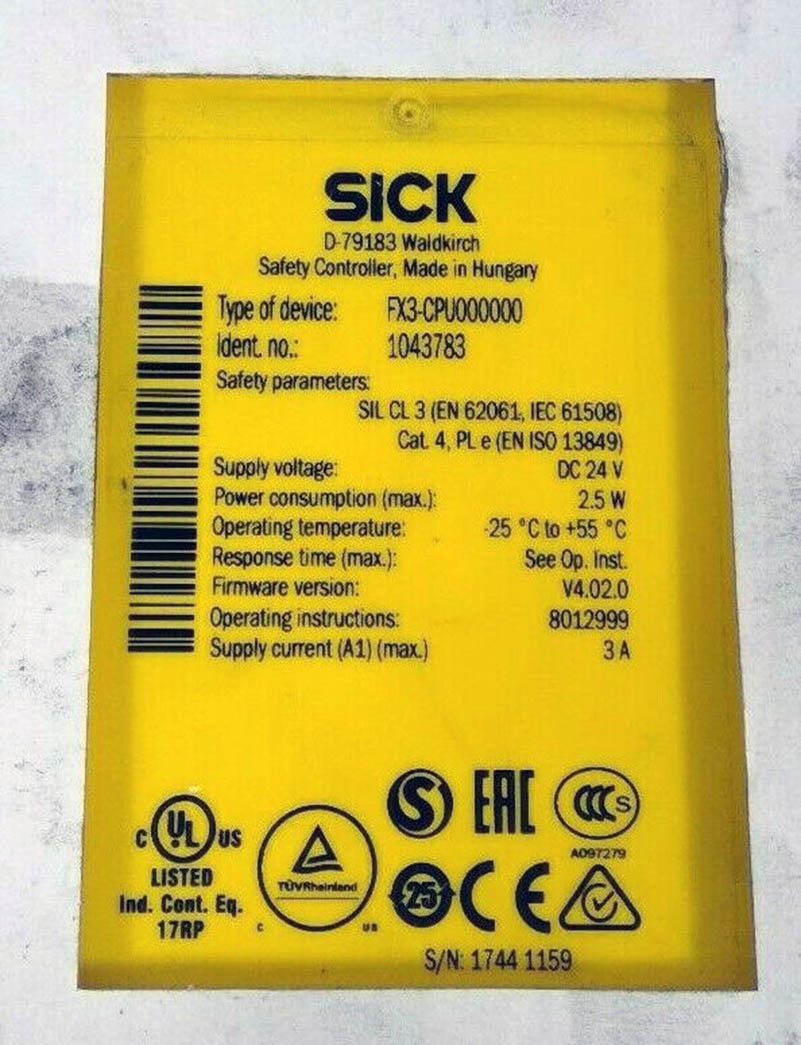 SICK
D-79183 Waldkirch
Safety Controller, Made in Hungary
Type of device: FX3-CPU000000
Ident. no.: 1043783
Safety parameters:
SIL CL 3 (EN 62061, IEC 61508)
Cat. 4, PL e (EN ISO 13849)
Supply voltage: DC 24 V
Power consumption (max.): 2.5 W
Operating temperature: -25 °C to +55 °C
Response time (max.): See Op. Inst.
Firmware version: V4.02.0
Operating instructions: 8012999
Supply current (A1) (max.) 3 A
S EAC CCC S
A097279
C UL US
LISTED
Ind. Cont. Eq.
17RP
TÜVRheinland
C US
25 CE
S/N: 1744 1159